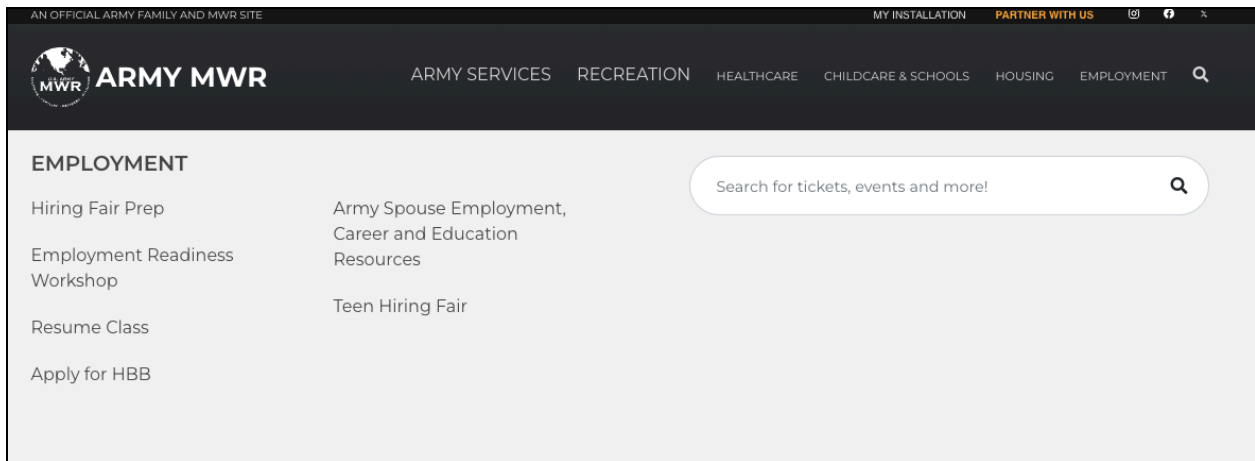 AN OFFICIAL ARMY FAMILY AND MWR SITE
MY INSTALLATION PARTNER WITH US
MWR
ARMY MWR
ARMY SERVICES RECREATION HEALTHCARE CHILDCARE & SCHOOLS HOUSING EMPLOYMENT
EMPLOYMENT
Hiring Fair Prep
Employment Readiness
Workshop
Resume Class
Apply for HBB
Army Spouse Employment,
Career and Education
Resources
Teen Hiring Fair
Search for tickets, events and more!